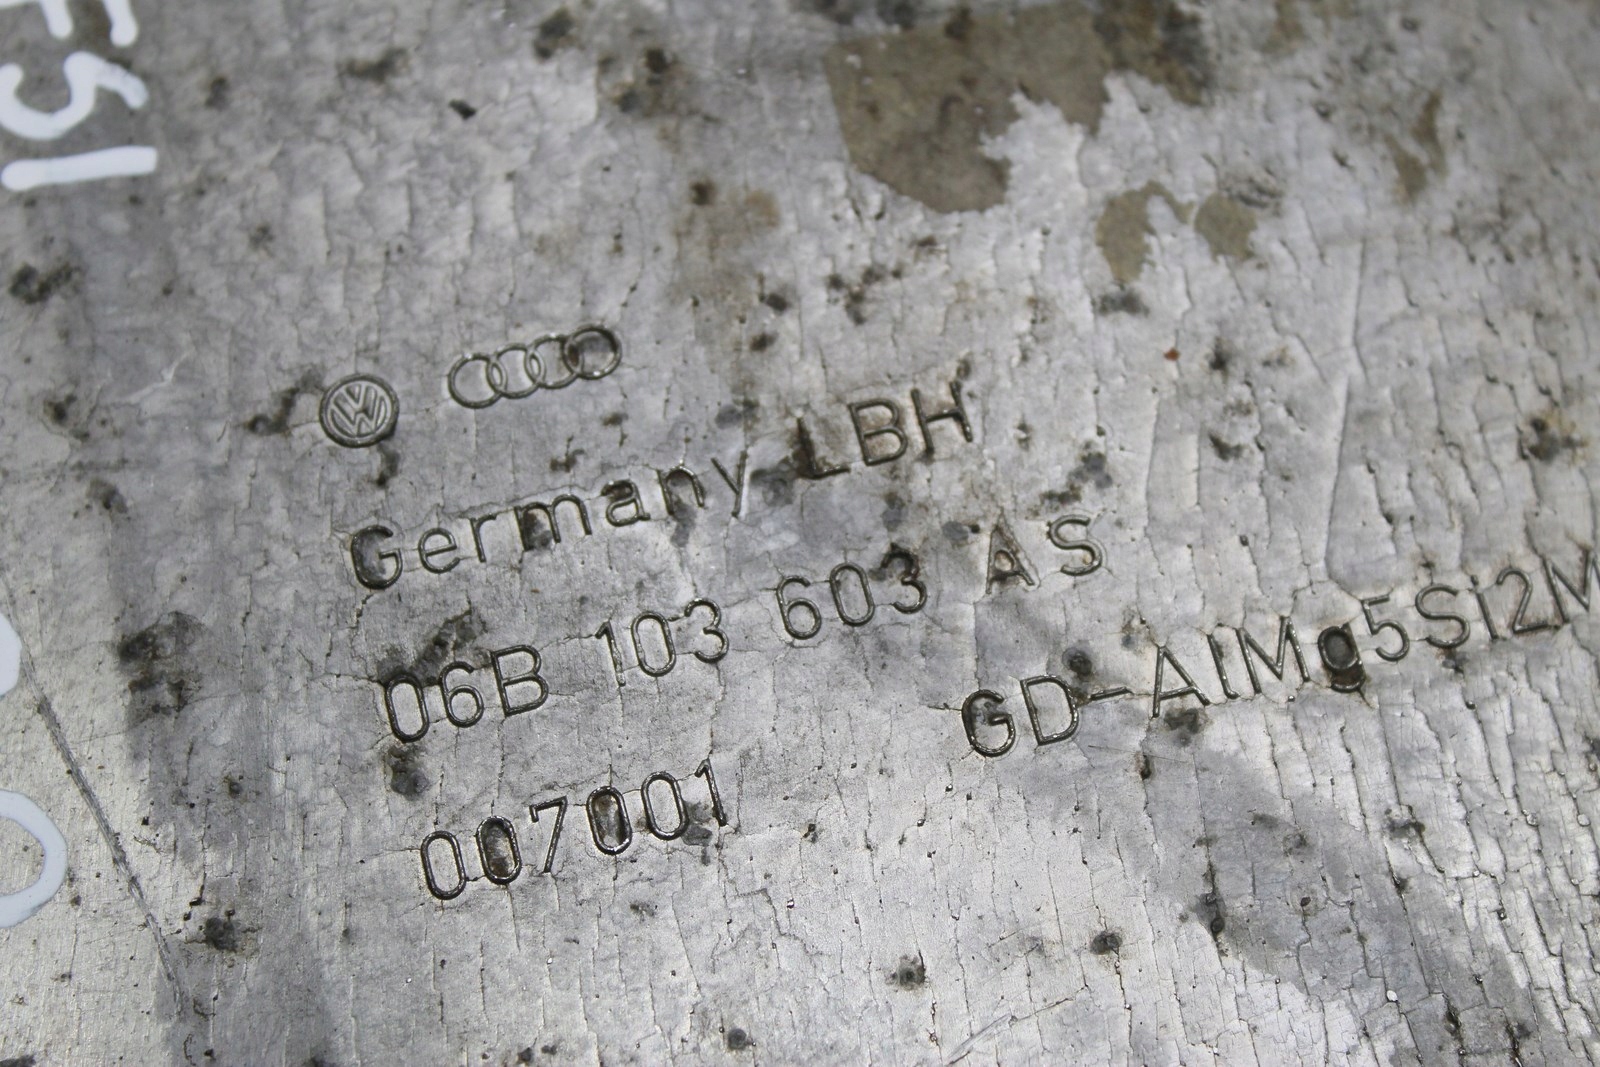 Germany LBH
06B 103 603 AS
GD-AlMg5Si2M
007001